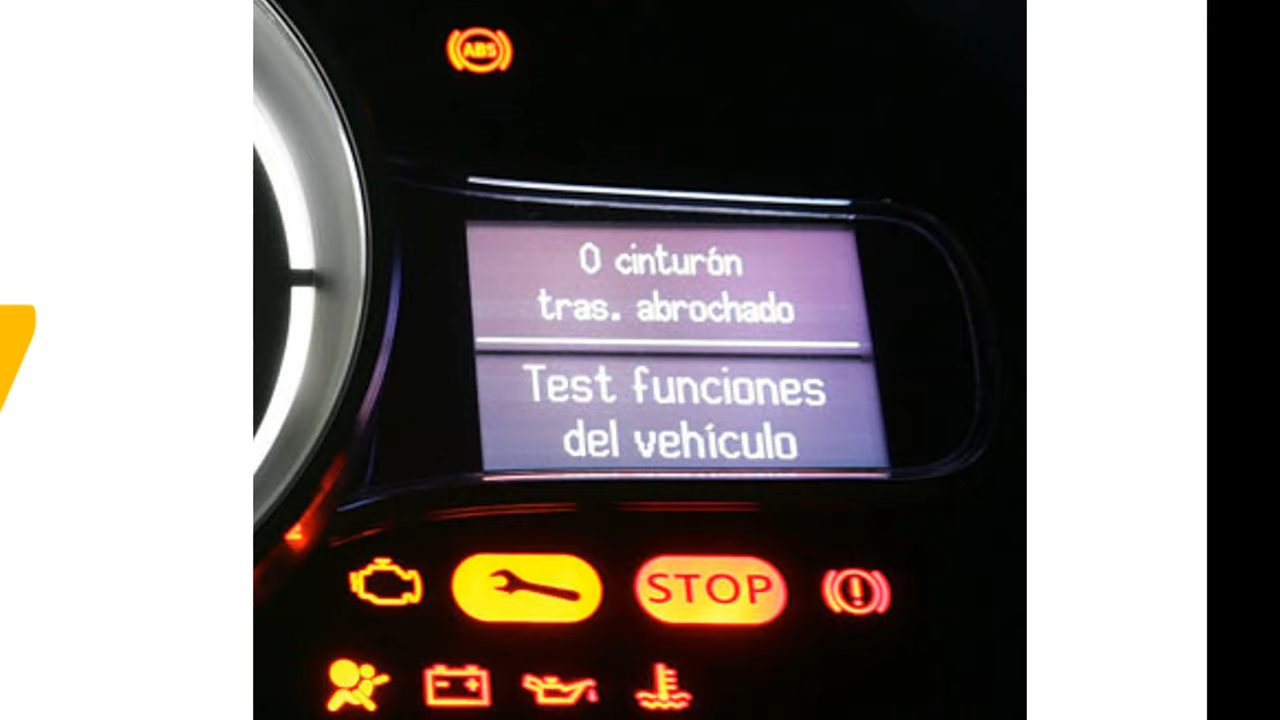 ABS
0 cinturón
tras. abrochado
Test funciones
del vehículo
STOP